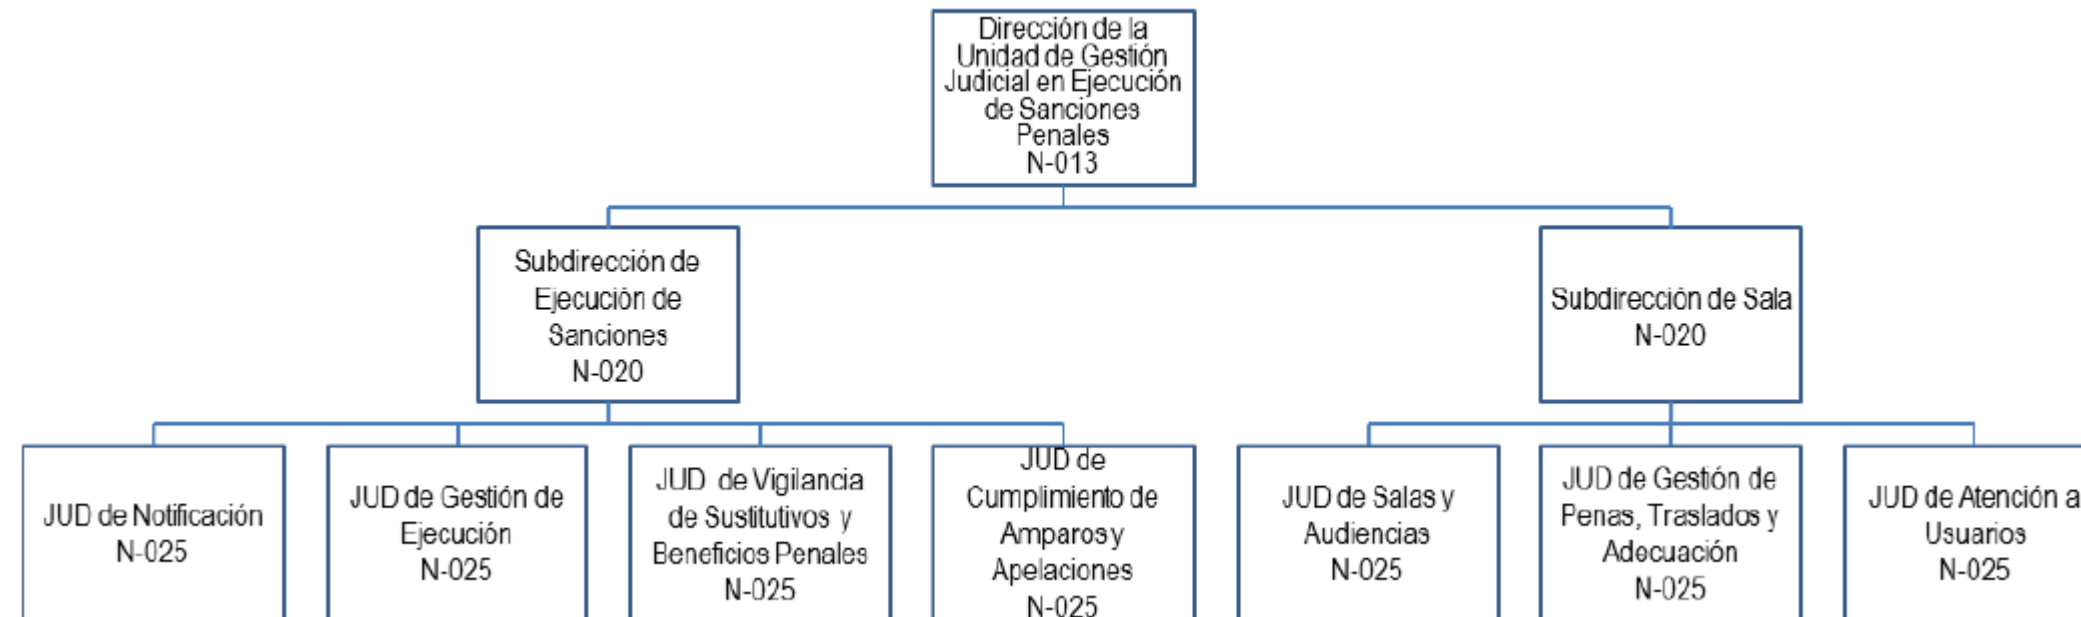 Dirección de la
Unidad de Gestión
Judicial en Ejecución
de Sanciones
Penales
N-013
Subdirección de
Ejecución de
Sanciones
N-020
Subdirección de Sala
N-020
JUD de Notificación
N-025
JUD de Gestión de
Ejecución
N-025
JUD de Vigilancia
de Sustitutivos y
Beneficios Penales
N-025
JUD de
Cumplimiento de
Amparos y
Apelaciones
N-025
JUD de Salas y
Audiencias
N-025
JUD de Gestión de
Penas, Traslados y
Adecuación
N-025
JUD de Atención a
Usuarios
N-025